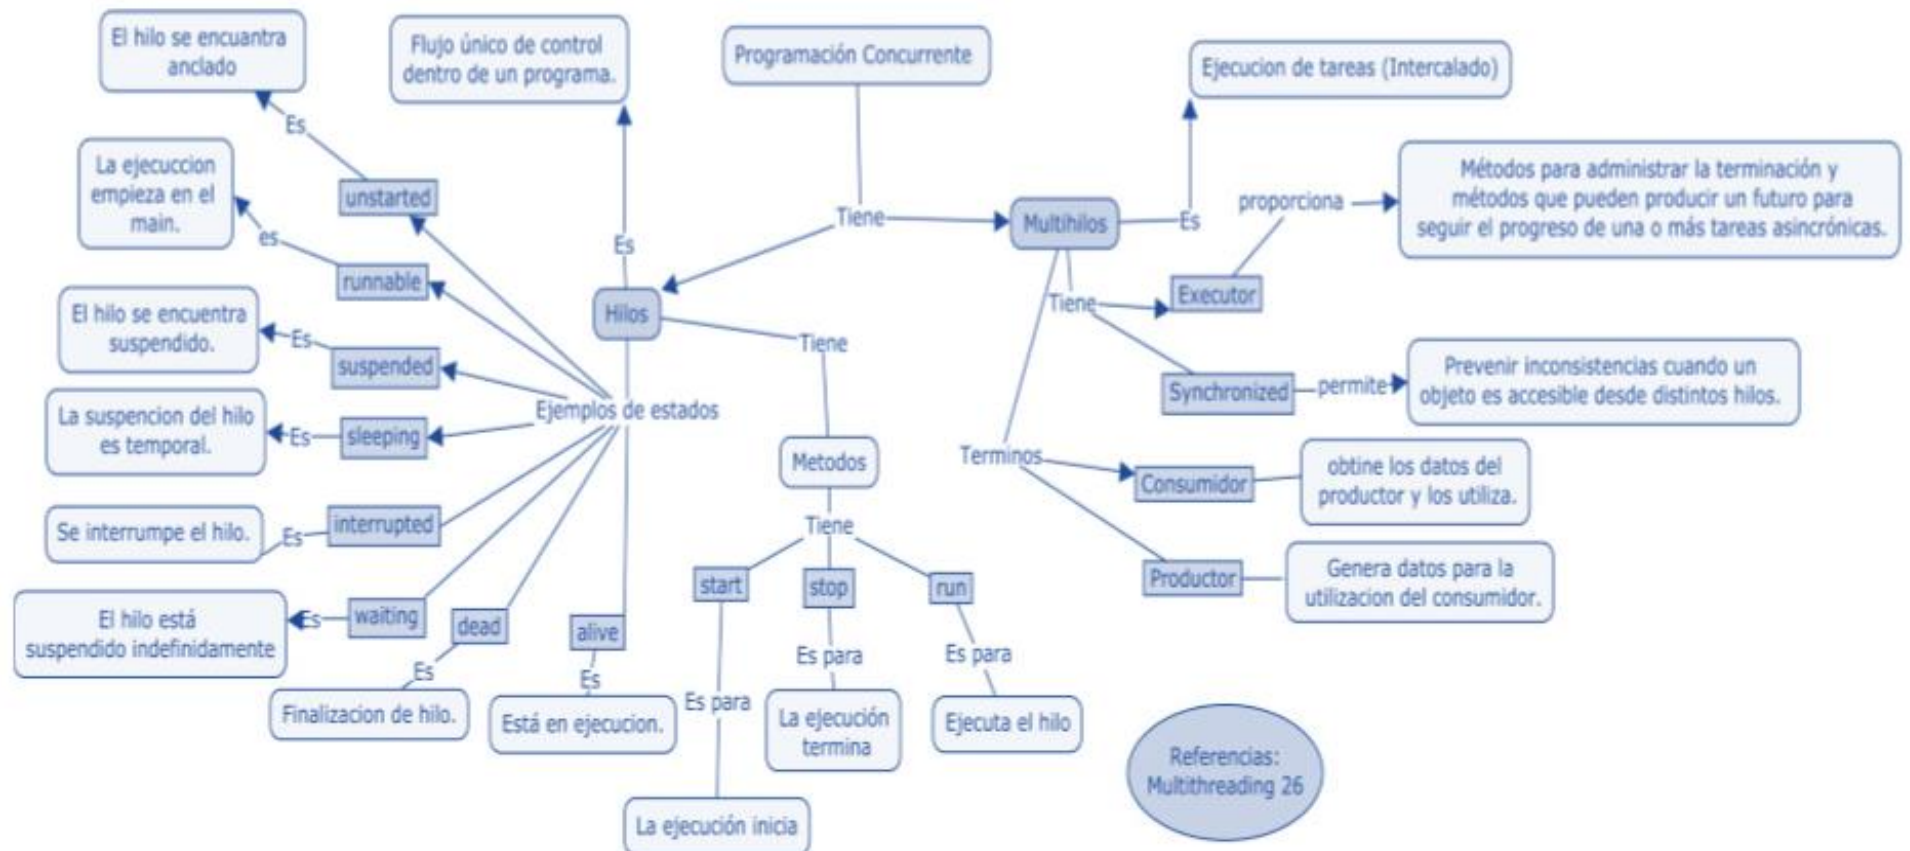 El hilo se encuantra
anclado
Flujo único de control
dentro de un programa.
Programación Concurrente
Ejecucion de tareas (Intercalado)
Es
La ejecuccion
empieza en el
main.
es
unstarted
Es
Tiene
Multihilos
Es
proporciona
Métodos para administrar la terminación y
métodos que pueden producir un futuro para
seguir el progreso de una o más tareas asincrónicas.
runnable
Hilos
Tiene
Executor
El hilo se encuentra
suspendido.
Es
suspended
Tiene
Synchronized
permite
Prevenir inconsistencias cuando un
objeto es accesible desde distintos hilos.
La suspencion del hilo
es temporal.
Es
sleeping
Ejemplos de estados
Metodos
Terminos
Consumidor
obtine los datos del
productor y los utiliza.
Se interrumpe el hilo.
Es
interrupted
Tiene
start
stop
run
Productor
Genera datos para la
utilizacion del consumidor.
El hilo está
suspendido indefinidamente
Es
waiting
dead
alive
Es
Es
Es para
Es para
Es para
Finalizacion de hilo.
Está en ejecucion.
La ejecución
termina
Ejecuta el hilo
La ejecución inicia
Referencias:
Multithreading 26